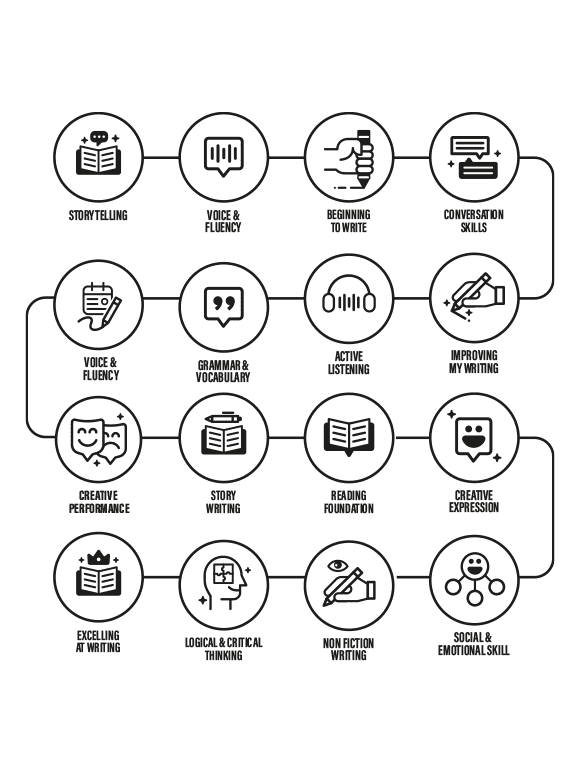 STORYTELLING
VOICE &
FLUENCY
BEGINNING
TO WRITE
CONVERSATION
SKILLS
VOICE &
FLUENCY
GRAMMAR &
VOCABULARY
ACTIVE
LISTENING
IMPROVING
MY WRITING
CREATIVE
PERFORMANCE
STORY
WRITING
READING
FOUNDATION
CREATIVE
EXPRESSION
EXCELLING
AT WRITING
LOGICAL & CRITICAL
THINKING
NON FICTION
WRITING
SOCIAL &
EMOTIONAL SKILL